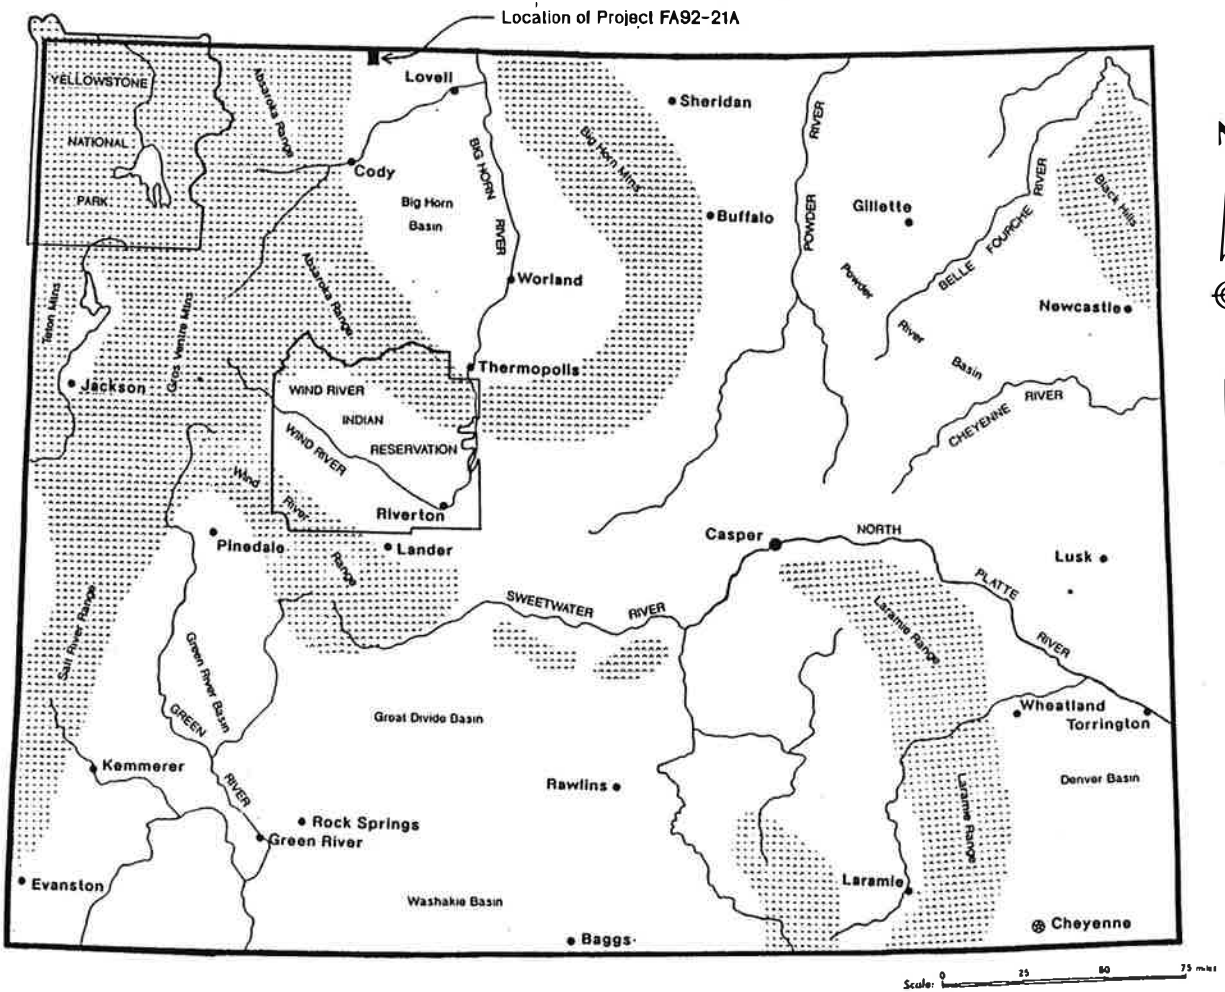 Location of Project FA92-21A
YELLOWSTONE
NATIONAL
PARK
Absaroka Range
Lovell
Sheridan
Cody
Big Horn
Basin
BIG HORN
RIVER
Big Horn Mtns
Buffalo
POWDER
RIVER
Gillette
BELLE
FOURCHE
RIVER
Black Hills
Worland
Absaroka Range
Teton Mtns
Gros Ventre Mtns
Powder
River
Basin
Newcastle
Jackson
Thermopolis
WIND RIVER
INDIAN
RESERVATION
WIND RIVER
CHEYENNE
RIVER
Wind
River
Range
Riverton
Pinedale
Lander
Casper
NORTH
PLATTE
RIVER
Lusk
SWEETWATER
RIVER
Laramie Range
Salt River Range
Green River Basin
GREEN
RIVER
Great Divide Basin
Wheatland
Torrington
Kemmerer
Rawlins
Denver Basin
Laramie Range
Rock Springs
Green River
Evanston
Washakie Basin
Laramie
Baggs
Cheyenne
Scale: 0 25 50 75 miles